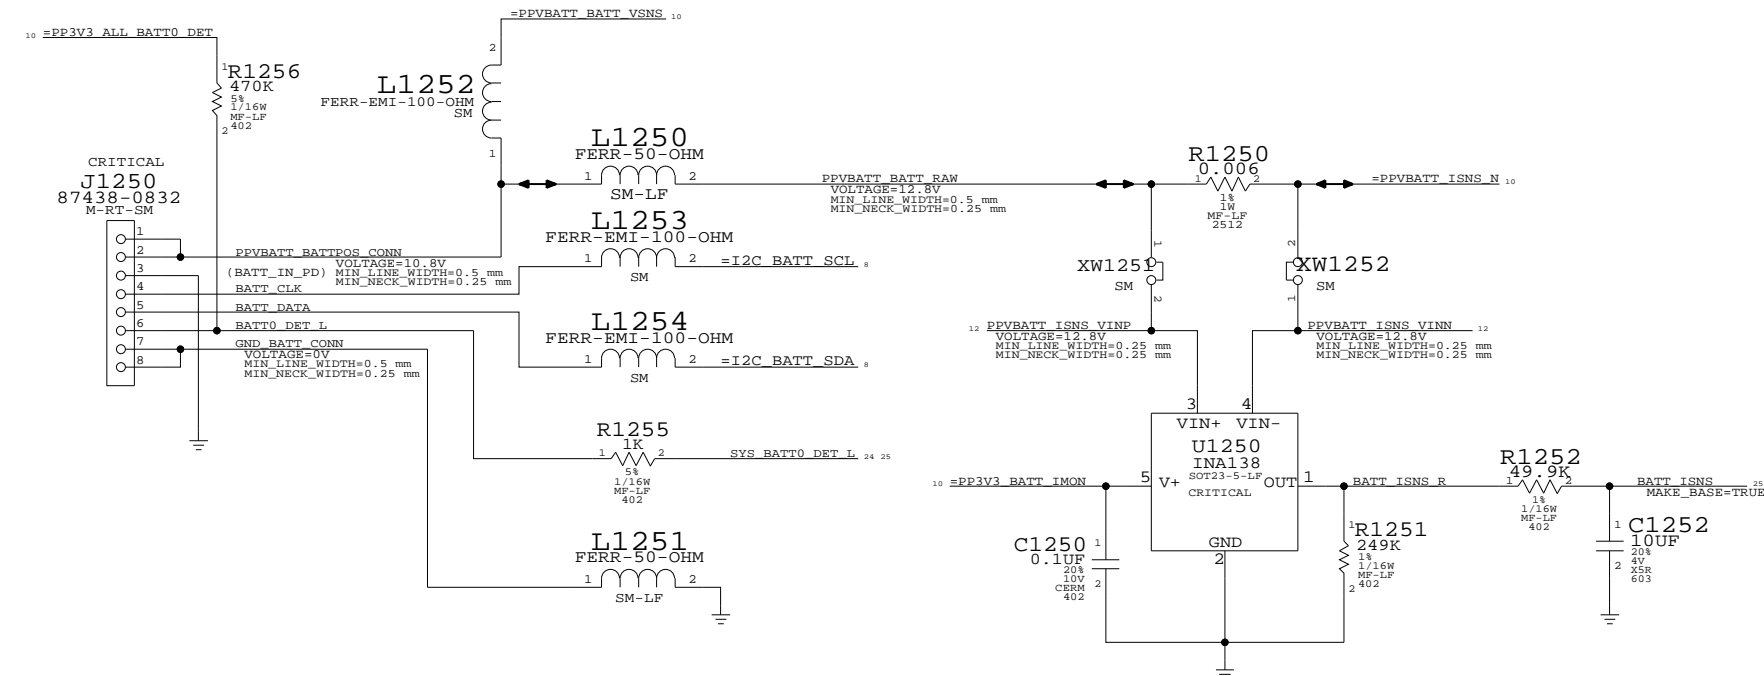 =PPVBATT_BATT_VSNS 10
10 =PP3V3_ALL_BATT0_DET
2
1
R1256
470K
5%
1/16W
MF-LF
402
2
L1252
FERR-EMI-100-OHM
SM
1
L1250
FERR-50-OHM
1 2
SM-LF
PPVBATT_BATT_RAW
VOLTAGE=12.8V
MIN_LINE_WIDTH=0.5 mm
MIN_NECK_WIDTH=0.25 mm
R1250
0.006
1 2
1%
1W
MF-LF
2512
=PPVBATT_ISNS_N 10
CRITICAL
J1250
87438-0832
M-RT-SM
1
2
3
4
5
6
7
8
PPVBATT_BATTPOS_CONN
VOLTAGE=10.8V
MIN_LINE_WIDTH=0.5 mm
MIN_NECK_WIDTH=0.25 mm
(BATT_IN_PD)
BATT_CLK
BATT_DATA
BATT0_DET_L
GND_BATT_CONN
VOLTAGE=0V
MIN_LINE_WIDTH=0.5 mm
MIN_NECK_WIDTH=0.25 mm
L1253
FERR-EMI-100-OHM
1 2
SM
=I2C_BATT_SCL 8
L1254
FERR-EMI-100-OHM
1 2
SM
=I2C_BATT_SDA 8
1
XW1251
SM
2
2
XW1252
SM
1
12 PPVBATT_ISNS_VINP
VOLTAGE=12.8V
MIN_LINE_WIDTH=0.25 mm
MIN_NECK_WIDTH=0.25 mm
PPVBATT_ISNS_VINN 12
VOLTAGE=12.8V
MIN_LINE_WIDTH=0.25 mm
MIN_NECK_WIDTH=0.25 mm
R1255
1K
1 2
5%
1/16W
MF-LF
402
SYS_BATT0_DET_L 24 25
L1251
FERR-50-OHM
1 2
SM-LF
3 4
VIN+ VIN-
U1250
INA138
SOT23-5-LF
CRITICAL
5 V+
OUT 1
GND
2
10 =PP3V3_BATT_IMON
C1250
0.1UF
20%
10V
CERM
402
1
2
BATT_ISNS_R
1
R1251
249K
1%
1/16W
MF-LF
402
2
R1252
49.9K
1 2
1%
1/16W
MF-LF
402
BATT_ISNS 25
MAKE_BASE=TRUE
1
2
C1252
10UF
20%
4V
X5R
603